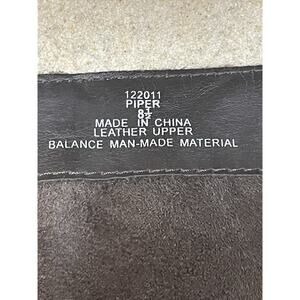 122011
PIPER
8½
MADE IN CHINA
LEATHER UPPER
BALANCE MAN-MADE MATERIAL